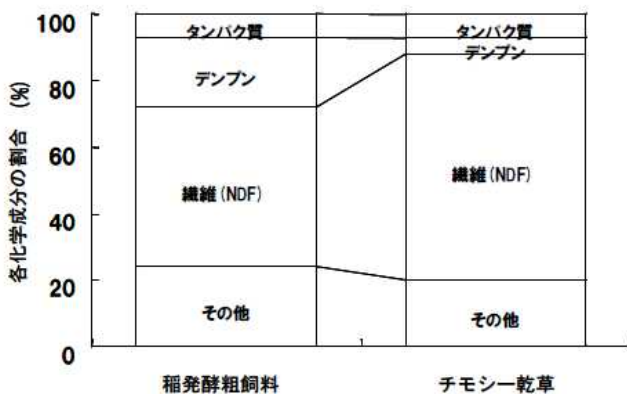 各化学成分の割合 (%)
100
80
60
40
20
0
タンパク質
デンプン
繊維(NDF)
その他
タンパク質
デンプン
繊維(NDF)
その他
稲発酵粗飼料
チモシー乾草